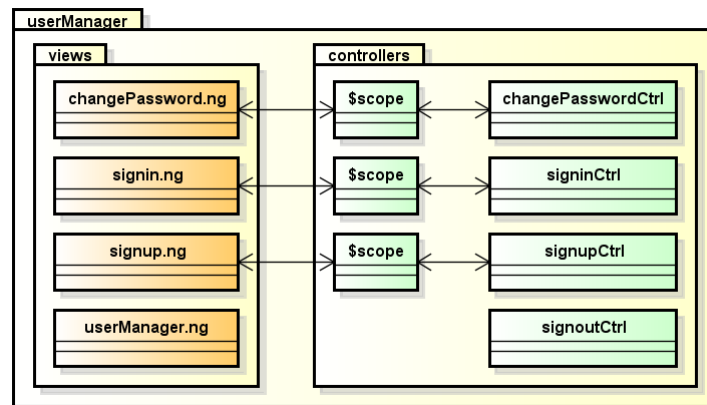 userManager
views
controllers
changePassword.ng
$scope
changePasswordCtrl
signin.ng
$scope
signinCtrl
signup.ng
$scope
signupCtrl
userManager.ng
signoutCtrl